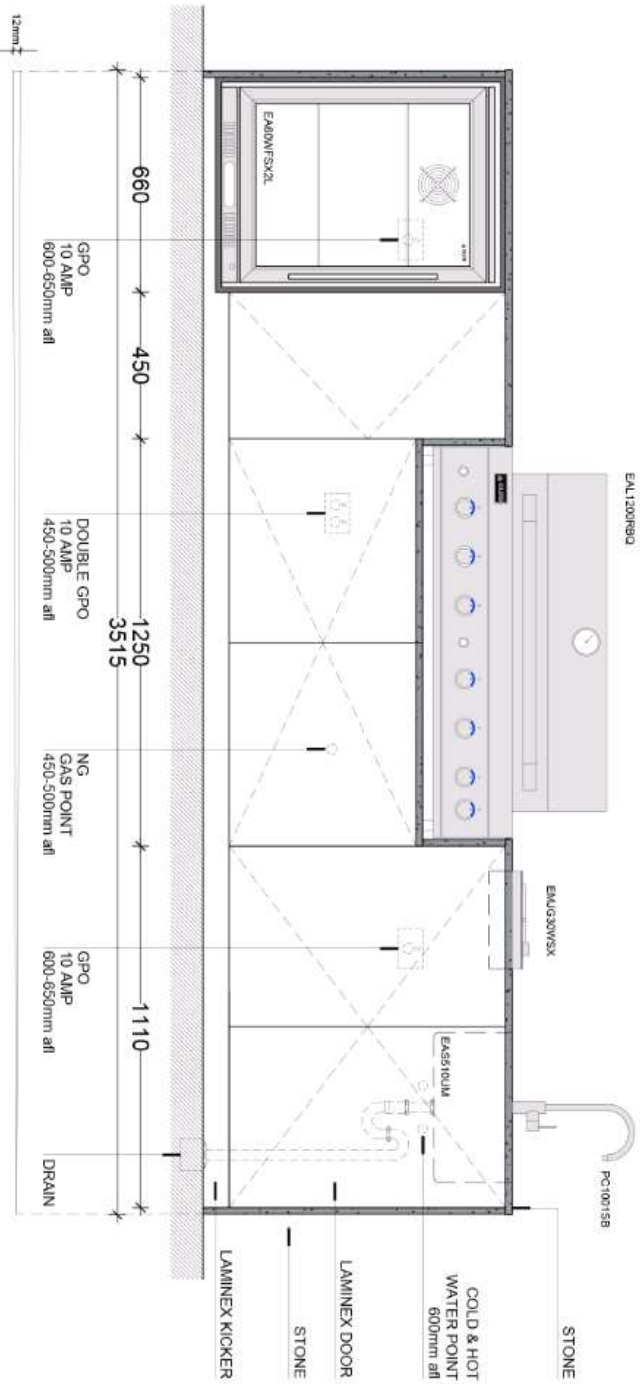 EAL1200RBQ
PC1001SB
EMJG30WSX
STONE
EA60WFSX2L
EAS510UM
COLD & HOT
WATER POINT
600mm afl
LAMINEX DOOR
STONE
LAMINEX KICKER
660
450
1250
1110
3515
GPO
10 AMP
600-650mm afl
DOUBLE GPO
10 AMP
450-500mm afl
NG
GAS POINT
450-500mm afl
GPO
10 AMP
600-650mm afl
DRAIN
12mm